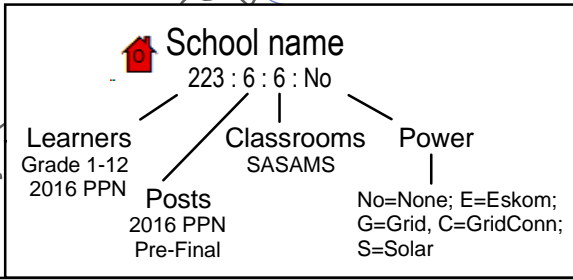 O
School name
223 : 6 : 6 : No
Learners
Grade 1-12
2016 PPN
Posts
2016 PPN
Pre-Final
Classrooms
SASAMS
Power
No=None; E=Eskom;
G=Grid, C=GridConn;
S=Solar